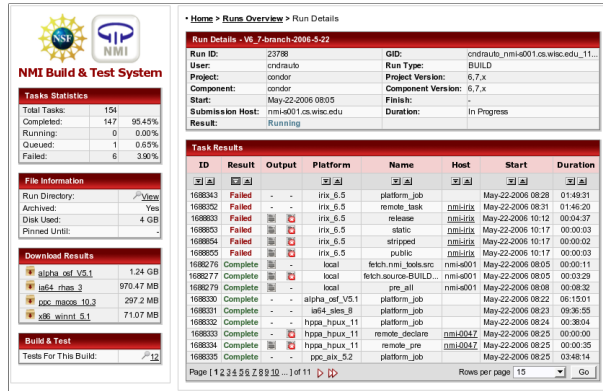 NSF
NMI
NMI Build & Test System
Tasks Statistics
Total Tasks: 154
Completed: 147 95.45%
Running: 0 0.00%
Queued: 1 0.65%
Failed: 6 3.90%
File Information
Run Directory: View
Archived: Yes
Disk Used: 4 GB
Pinned Until: -
Download Results
alpha_osf_V5.1 1.24 GB
ia64_rhas_3 970.47 MB
ppc_macos_10.3 297.2 MB
x86_winnt_5.1 71.07 MB
Build & Test
Tests For This Build: 12
• Home > Runs Overview > Run Details
Run Details - V6_7-branch-2006-5-22
Run ID: 23788 GID: cndrauto_nmi-s001.cs.wisc.edu_11...
User: cndrauto Run Type: BUILD
Project: condor Project Version: 6,7,x
Component: condor Component Version: 6,7,x
Start: May-22-2006 08:05 Finish: -
Submission Host: nmi-s001.cs.wisc.edu Duration: In Progress
Result: Running
Task Results
ID Result Output Platform Name Host Start Duration
1688343 Failed - - irix_6.5 platform_job May-22-2006 08:28 01:49:31
1688352 Failed - - irix_6.5 remote_task nmi-irix May-22-2006 08:31 01:46:20
1688833 Failed irix_6.5 release nmi-irix May-22-2006 10:12 00:04:37
1688853 Failed irix_6.5 static nmi-irix May-22-2006 10:17 00:00:03
1688854 Failed irix_6.5 stripped nmi-irix May-22-2006 10:17 00:00:02
1688855 Failed irix_6.5 public nmi-irix May-22-2006 10:17 00:00:03
1688276 Complete - local fetch.nmi_tools.src nmi-s001 May-22-2006 08:05 00:00:11
1688277 Complete local fetch.source-BUILD... nmi-s001 May-22-2006 08:05 00:03:29
1688279 Complete - local pre_all nmi-s001 May-22-2006 08:08 00:08:32
1688330 Complete - - alpha_osf_V5.1 platform_job May-22-2006 08:22 06:15:01
1688331 Complete - - ia64_sles_8 platform_job May-22-2006 08:23 09:36:55
1688332 Complete - - hppa_hpux_11 platform_job May-22-2006 08:24 00:38:04
1688333 Complete - hppa_hpux_11 remote_declare nmi-0047 May-22-2006 08:25 00:00:00
1688334 Complete hppa_hpux_11 remote_pre nmi-0047 May-22-2006 08:25 00:00:35
1688335 Complete - - ppc_aix_5.2 platform_job May-22-2006 08:25 03:48:14
Page [ 1 2 3 4 5 6 7 8 9 10 ... ] of 11 Rows per page 15 Go